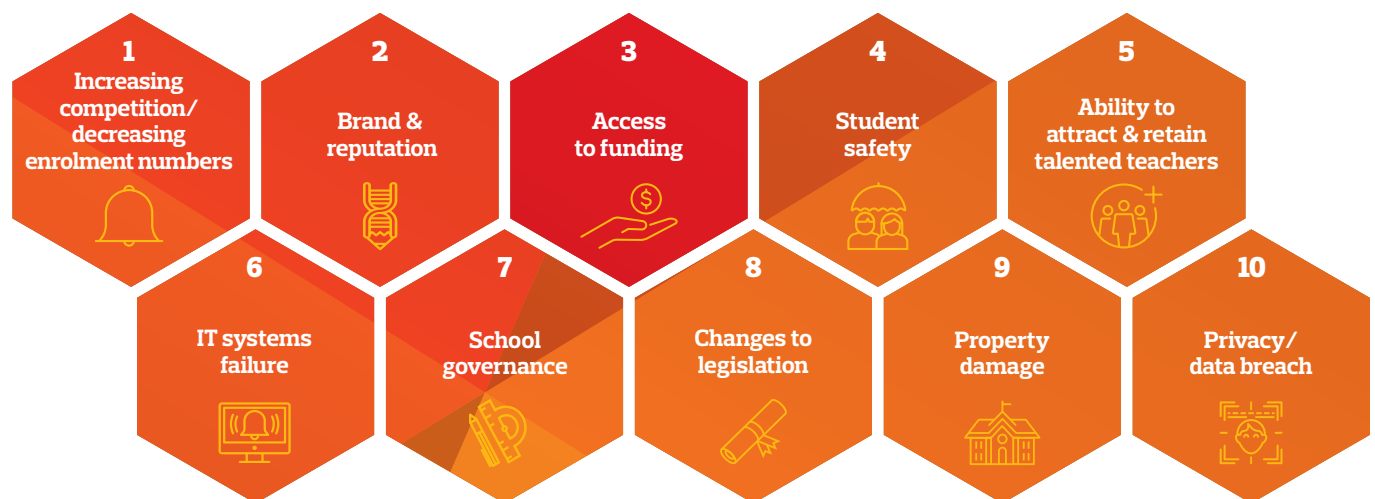 1
Increasing
competition/
decreasing
enrolment numbers
2
Brand &
reputation
3
Access
to funding
$
4
Student
safety
5
Ability to
attract & retain
talented teachers
6
IT systems
failure
7
School
governance
8
Changes to
legislation
9
Property
damage
10
Privacy/
data breach